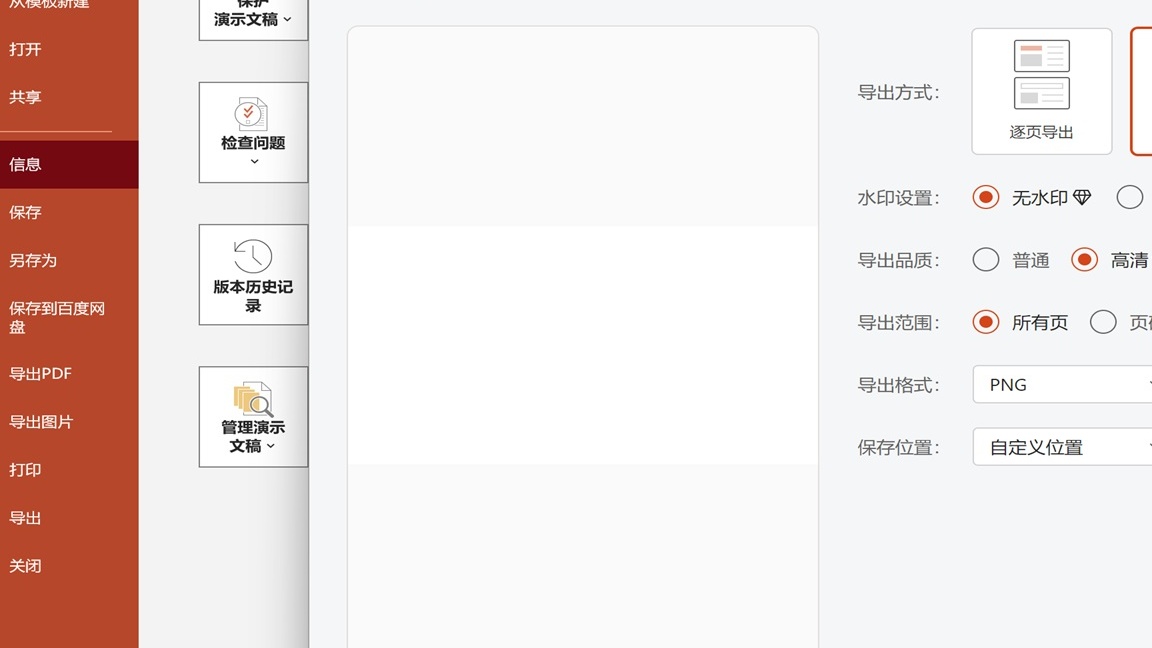 从模板新建
打开
共享
信息
保存
另存为
保存到百度网
盘
导出PDF
导出图片
打印
导出
关闭
保护
演示文稿
检查问题
版本历史记
录
管理演示
文稿
导出方式：
逐页导出
水印设置：
无水印
导出品质：
普通
高清
导出范围：
所有页
页
导出格式：
PNG
保存位置：
自定义位置